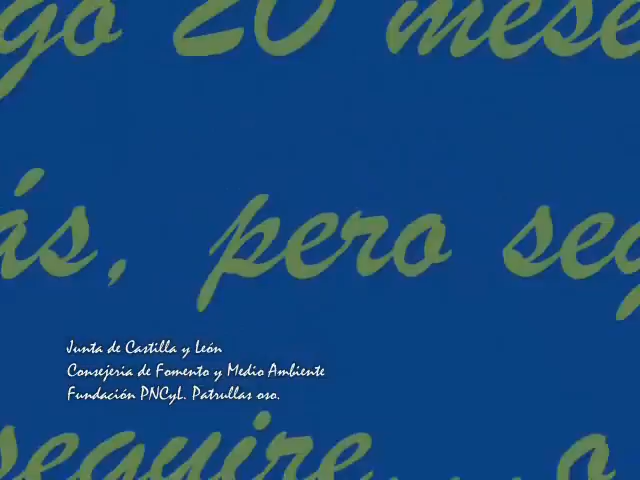 go 20 mese
ás, pero seg
Junta de Castilla y León
Consejeria de Fomento y Medio Ambiente
Fundación PNCyL. Patrullas oso.
seguire...o